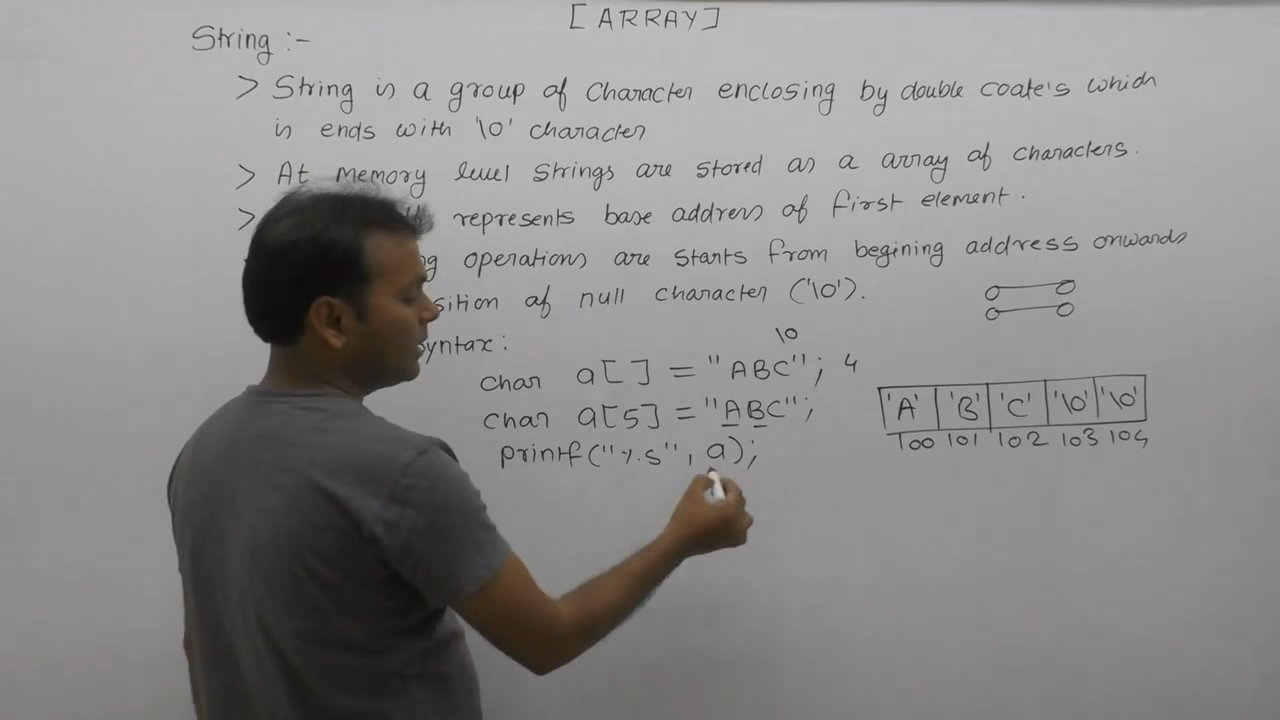 [ARRAY]
String :-
> String is a group of character enclosing by double coate's which
is ends with '\0' character
> At memory level strings are stored as a array of characters.
> represents base address of first element.
operations are starts from begining address onwards
of null character ('\0').
yntax:
\0
char a[ ] = "ABC"; 4
char a[5] = "ABC";
printf("%s", a);
'A' 'B' 'C' '\0' '\0'
100 101 102 103 104